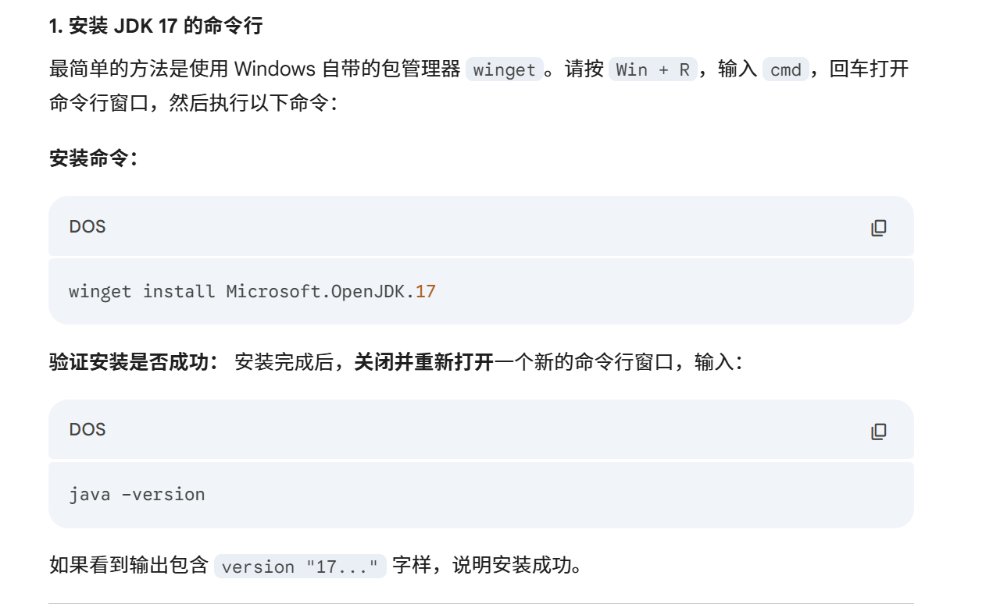 1. 安装 JDK 17 的命令行
最简单的方法是使用 Windows 自带的包管理器 winget。请按 Win + R，输入 cmd，回车打开
命令行窗口，然后执行以下命令：
安装命令：
DOS
winget install Microsoft.OpenJDK.17
验证安装是否成功： 安装完成后，关闭并重新打开一个新的命令行窗口，输入：
DOS
java -version
如果看到输出包含 version "17..." 字样，说明安装成功。